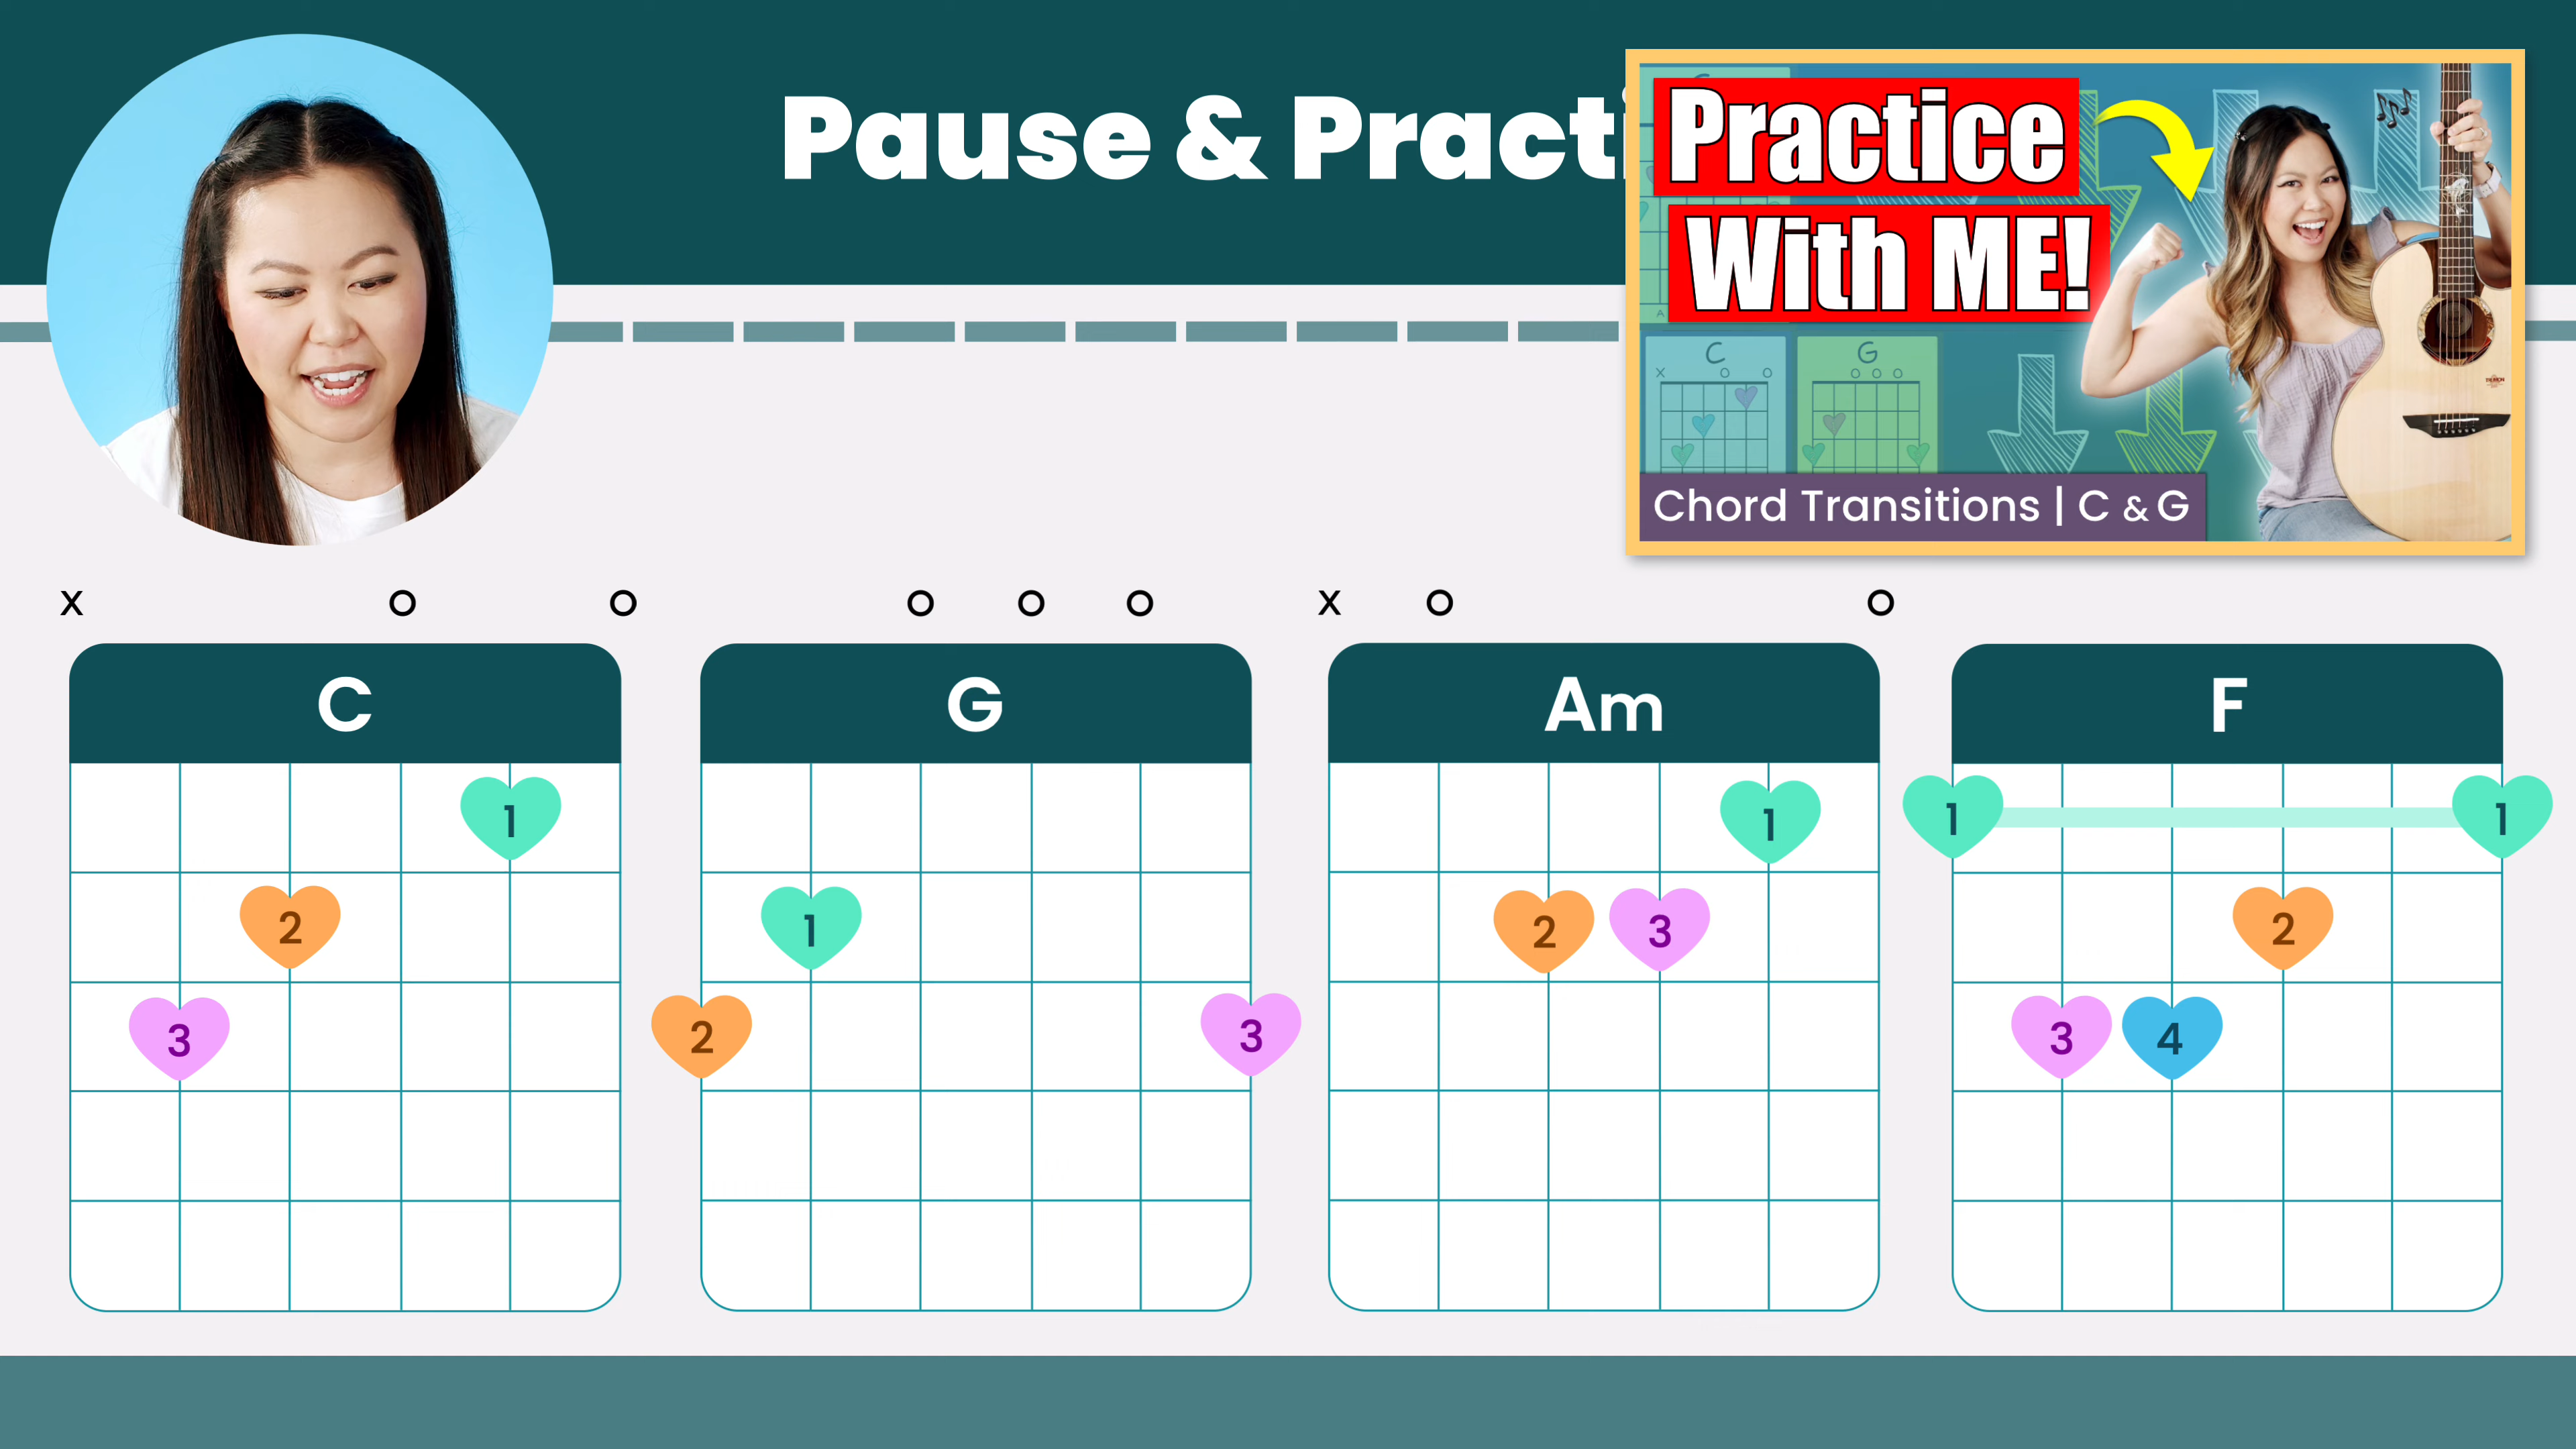 Pause & Practi
Practice
With ME!
C
X O O
G
O O O
A
Chord Transitions | C & G
X O O
O O O
X O O
C
G
Am
F
1
2
3
1
2
3
1
2 3
1 1
2
3 4